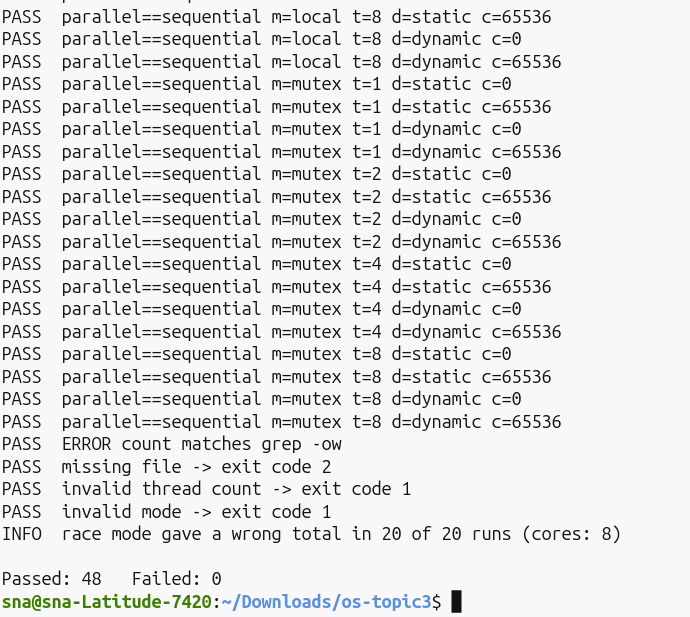 PASS  parallel==sequential m=local t=8 d=static c=65536
PASS  parallel==sequential m=local t=8 d=dynamic c=0
PASS  parallel==sequential m=local t=8 d=dynamic c=65536
PASS  parallel==sequential m=mutex t=1 d=static c=0
PASS  parallel==sequential m=mutex t=1 d=static c=65536
PASS  parallel==sequential m=mutex t=1 d=dynamic c=0
PASS  parallel==sequential m=mutex t=1 d=dynamic c=65536
PASS  parallel==sequential m=mutex t=2 d=static c=0
PASS  parallel==sequential m=mutex t=2 d=static c=65536
PASS  parallel==sequential m=mutex t=2 d=dynamic c=0
PASS  parallel==sequential m=mutex t=2 d=dynamic c=65536
PASS  parallel==sequential m=mutex t=4 d=static c=0
PASS  parallel==sequential m=mutex t=4 d=static c=65536
PASS  parallel==sequential m=mutex t=4 d=dynamic c=0
PASS  parallel==sequential m=mutex t=4 d=dynamic c=65536
PASS  parallel==sequential m=mutex t=8 d=static c=0
PASS  parallel==sequential m=mutex t=8 d=static c=65536
PASS  parallel==sequential m=mutex t=8 d=dynamic c=0
PASS  parallel==sequential m=mutex t=8 d=dynamic c=65536
PASS  ERROR count matches grep -ow
PASS  missing file -> exit code 2
PASS  invalid thread count -> exit code 1
PASS  invalid mode -> exit code 1
INFO  race mode gave a wrong total in 20 of 20 runs (cores: 8)

Passed: 48   Failed: 0
sna@sna-Latitude-7420:~/Downloads/os-topic3$